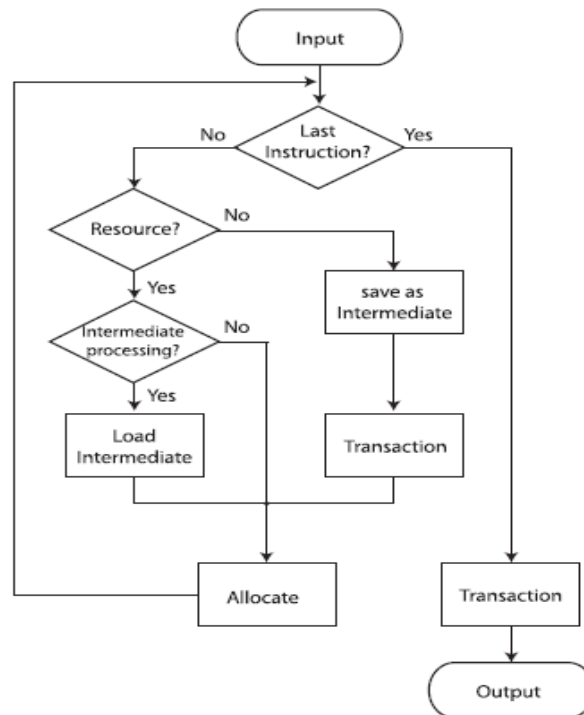 Input
Last
Instruction?
No
Yes
Resource?
No
Yes
save as
Intermediate
Intermediate
processing?
No
Yes
Load
Intermediate
Transaction
Allocate
Transaction
Output